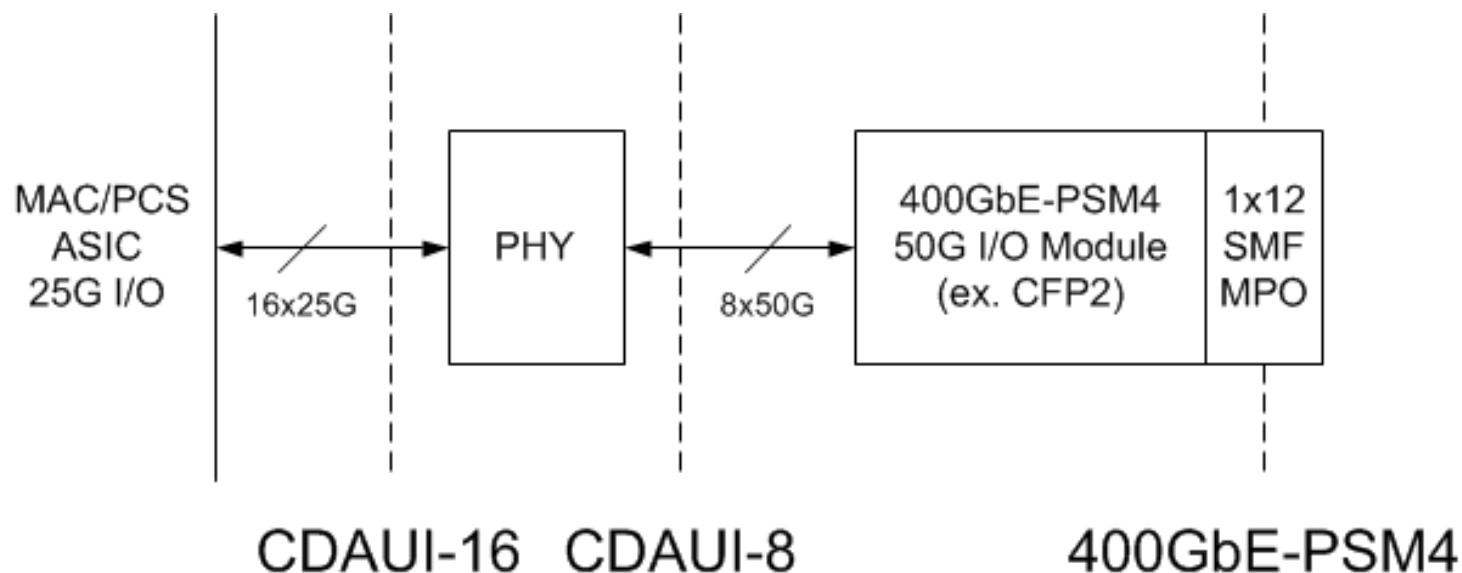 MAC/PCS
ASIC
25G I/O
16x25G
PHY
8x50G
400GbE-PSM4
50G I/O Module
(ex. CFP2)
1x12
SMF
MPO
CDAUI-16
CDAUI-8
400GbE-PSM4